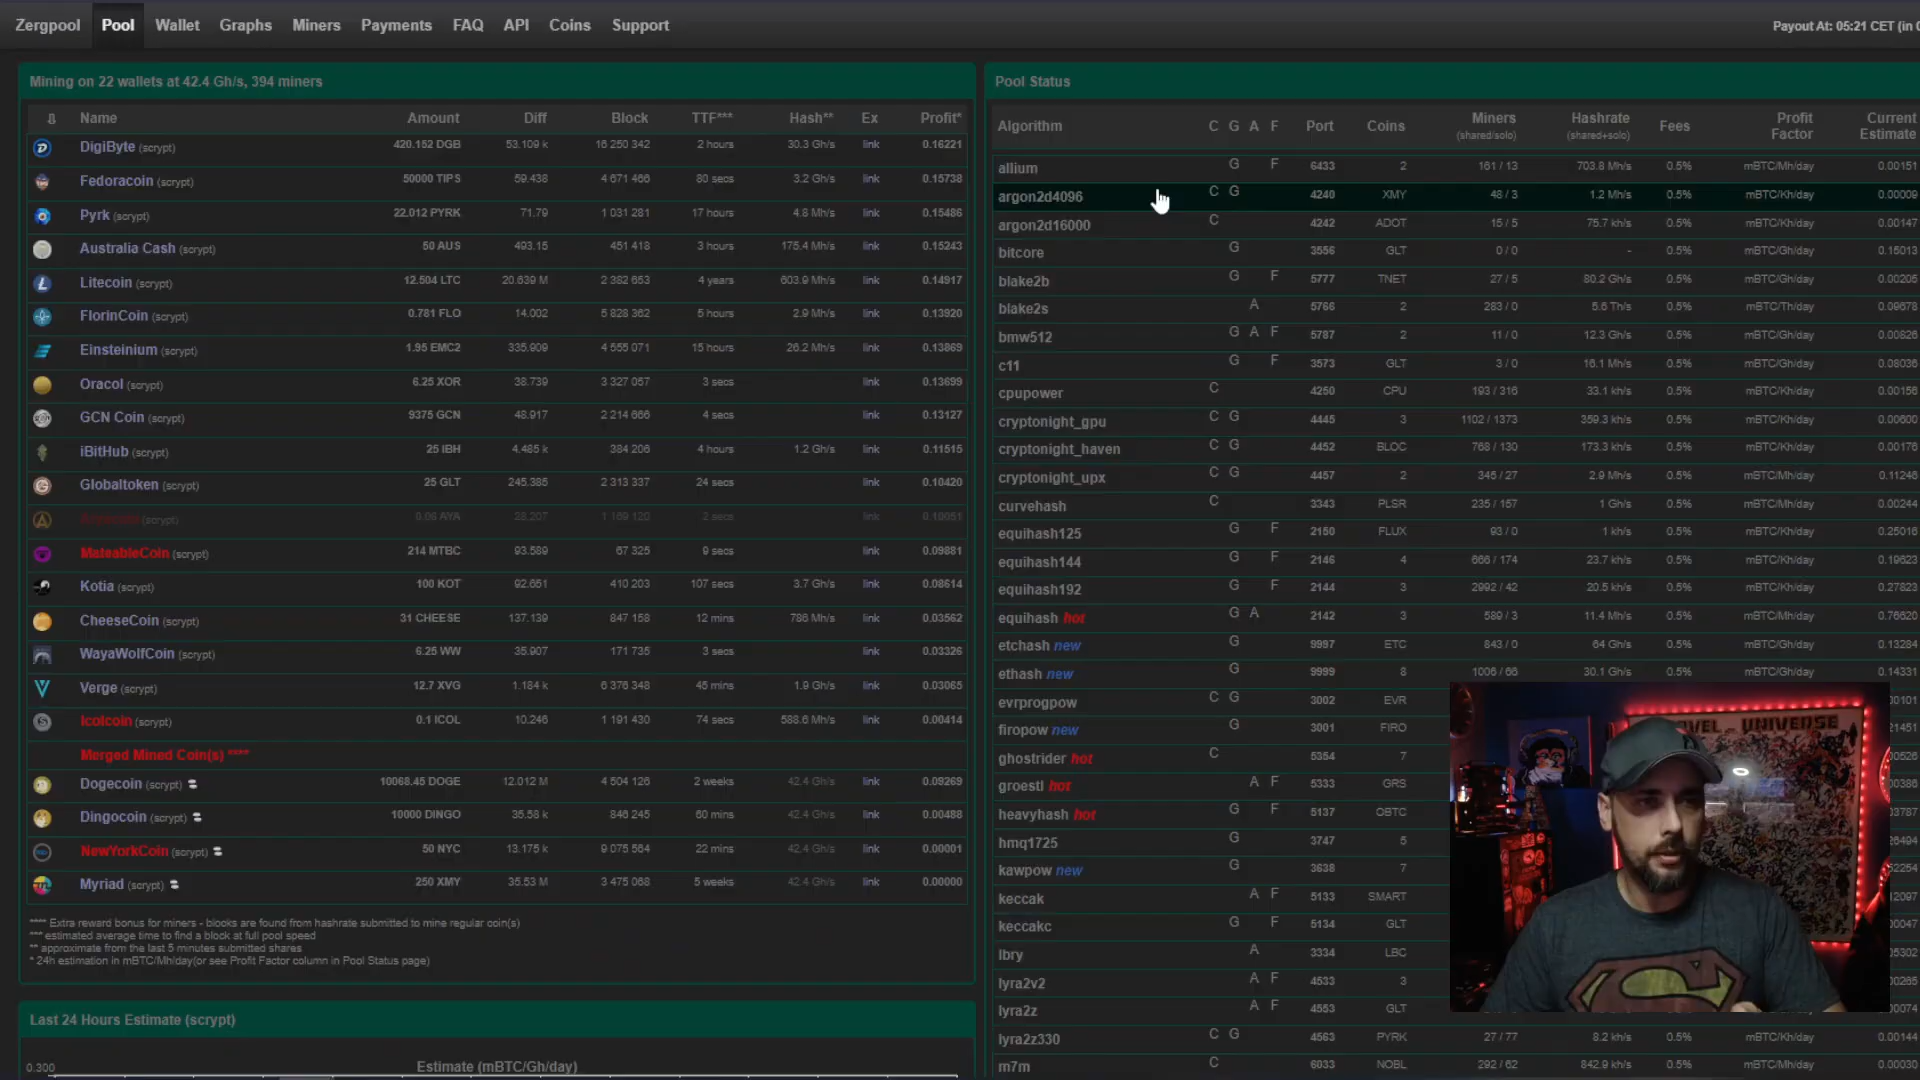 Zergpool Pool Wallet Graphs Miners Payments FAQ API Coins Support Payout At: 05:21 CET (in
Mining on 22 wallets at 42.4 Gh/s, 394 miners
Name Amount Diff Block TTF*** Hash** Ex Profit*
DigiByte (scrypt) 420.152 DGB 53.109 k 16 250 342 2 hours 30.3 Gh/s link 0.16221
Fedoracoin (scrypt) 50000 TIPS 59.438 4 671 466 80 secs 3.2 Gh/s link 0.15738
Pyrk (scrypt) 22.012 PYRK 71.79 1 031 281 17 hours 4.8 Mh/s link 0.15486
Australia Cash (scrypt) 50 AUS 493.15 451 418 3 hours 175.4 Mh/s link 0.15243
Litecoin (scrypt) 12.504 LTC 20.639 M 2 382 653 4 years 603.9 Mh/s link 0.14917
FlorinCoin (scrypt) 0.781 FLO 14.002 5 828 362 5 hours 2.9 Mh/s link 0.13920
Einsteinium (scrypt) 1.95 EMC2 335.909 4 555 071 15 hours 26.2 Mh/s link 0.13869
Oracol (scrypt) 6.25 XOR 38.739 3 327 057 3 secs link 0.13699
GCN Coin (scrypt) 9375 GCN 48.917 2 214 666 4 secs link 0.13127
iBitHub (scrypt) 25 IBH 4.485 k 384 206 4 hours 1.2 Gh/s link 0.11515
Globaltoken (scrypt) 25 GLT 245.385 2 313 337 24 secs link 0.10420
(scrypt) 0.06 AYA 28.207 1 169 120 2 secs link 0.10051
MateableCoin (scrypt) 214 MTBC 93.589 67 325 9 secs link 0.09881
Kotia (scrypt) 100 KOT 92.651 410 203 107 secs 3.7 Gh/s link 0.08614
CheeseCoin (scrypt) 31 CHEESE 137.139 847 158 12 mins 786 Mh/s link 0.03562
WayaWolfCoin (scrypt) 6.25 WW 35.907 171 735 3 secs link 0.03326
Verge (scrypt) 12.7 XVG 1.184 k 6 376 348 45 mins 1.9 Gh/s link 0.03065
Icolcoin (scrypt) 0.1 ICOL 10.246 1 191 430 74 secs 588.6 Mh/s link 0.00414
Merged Mined Coin(s) ****
Dogecoin (scrypt) 10068.45 DOGE 12.012 M 4 504 126 2 weeks 42.4 Gh/s link 0.09269
Dingocoin (scrypt) 10000 DINGO 35.58 k 846 245 60 mins 42.4 Gh/s link 0.00488
NewYorkCoin (scrypt) 50 NYC 13.175 k 9 075 564 22 mins 42.4 Gh/s link 0.00001
Myriad (scrypt) 250 XMY 35.53 M 3 475 068 5 weeks 42.4 Gh/s link 0.00000
**** Extra reward bonus for miners - blocks are found from hashrate submitted to mine regular coin(s)
*** estimated average time to find a block at full pool speed
** approximate from the last 5 minutes submitted shares
* 24h estimation in mBTC/Mh/day(or see Profit Factor column in Pool Status page)
Last 24 Hours Estimate (scrypt)
Estimate (mBTC/Gh/day)
0.300
Pool Status
Algorithm C G A F Port Coins Miners (shared/solo) Hashrate (shared+solo) Fees Profit Factor Current Estimate
allium G F 6433 2 161 / 13 703.8 Mh/s 0.5% mBTC/Mh/day 0.00151
argon2d4096 C G 4240 XMY 48 / 3 1.2 Mh/s 0.5% mBTC/Kh/day 0.00009
argon2d16000 C 4242 ADOT 15 / 5 75.7 kh/s 0.5% mBTC/Kh/day 0.00147
bitcore G 3556 GLT 0 / 0 - 0.5% mBTC/Gh/day 0.15013
blake2b G F 5777 TNET 27 / 5 80.2 Gh/s 0.5% mBTC/Gh/day 0.00205
blake2s A 5766 2 283 / 0 5.6 Th/s 0.5% mBTC/Th/day 0.09678
bmw512 G A F 5787 2 11 / 0 12.3 Gh/s 0.5% mBTC/Gh/day 0.00826
c11 G F 3573 GLT 3 / 0 16.1 Mh/s 0.5% mBTC/Gh/day 0.08036
cpupower C 4250 CPU 193 / 316 33.1 kh/s 0.5% mBTC/Kh/day 0.00156
cryptonight_gpu C G 4445 3 1102 / 1373 359.3 kh/s 0.5% mBTC/Kh/day 0.00600
cryptonight_haven C G 4452 BLOC 768 / 130 173.3 kh/s 0.5% mBTC/Kh/day 0.00176
cryptonight_upx C G 4457 2 345 / 27 2.9 Mh/s 0.5% mBTC/Mh/day 0.11246
curvehash C 3343 PLSR 235 / 157 1 Gh/s 0.5% mBTC/Mh/day 0.00244
equihash125 G F 2150 FLUX 93 / 0 1 kh/s 0.5% mBTC/Kh/day 0.25016
equihash144 G F 2146 4 666 / 174 23.7 kh/s 0.5% mBTC/Kh/day 0.19623
equihash192 G F 2144 3 2992 / 42 20.5 kh/s 0.5% mBTC/Kh/day 0.27823
equihash hot G A 2142 3 589 / 3 11.4 Mh/s 0.5% mBTC/Mh/day 0.76620
etchash new G 9997 ETC 843 / 0 64 Gh/s 0.5% mBTC/Gh/day 0.13284
ethash new G 9999 8 1006 / 66 30.1 Gh/s 0.5% mBTC/Gh/day 0.14331
evrprogpow C G 3002 EVR
firopow new G 3001 FIRO
ghostrider hot C 5354 7
groestl hot A F 5333 GRS
heavyhash hot G F 5137 OBTC
hmq1725 G 3747 5
kawpow new G 3638 7
keccak A F 5133 SMART
keccakc G F 5134 GLT
lbry A 3334 LBC
lyra2v2 A F 4533 3
lyra2z A F 4553 GLT
lyra2z330 C G 4563 PYRK 27 / 77 8.2 kh/s 0.5% mBTC/Kh/day 0.00144
m7m C 6033 NOBL 292 / 62 842.9 kh/s 0.5% mBTC/Kh/day 0.00030
VEL UNIVERSE